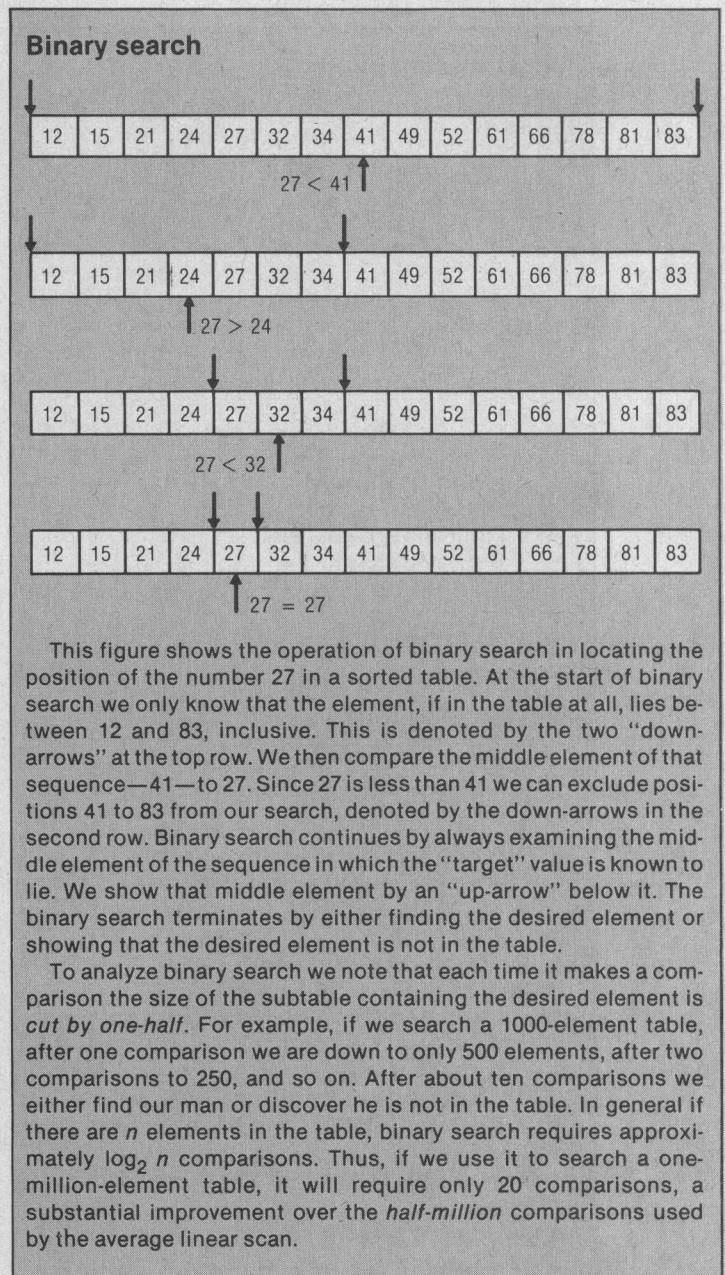 Binary search
12 15 21 24 27 32 34 41 49 52 61 66 78 81 83
27 < 41
12 15 21 24 27 32 34 41 49 52 61 66 78 81 83
27 > 24
12 15 21 24 27 32 34 41 49 52 61 66 78 81 83
27 < 32
12 15 21 24 27 32 34 41 49 52 61 66 78 81 83
27 = 27
This figure shows the operation of binary search in locating the
position of the number 27 in a sorted table. At the start of binary
search we only know that the element, if in the table at all, lies be-
tween 12 and 83, inclusive. This is denoted by the two "down-
arrows" at the top row. We then compare the middle element of that
sequence—41—to 27. Since 27 is less than 41 we can exclude posi-
tions 41 to 83 from our search, denoted by the down-arrows in the
second row. Binary search continues by always examining the mid-
dle element of the sequence in which the "target" value is known to
lie. We show that middle element by an "up-arrow" below it. The
binary search terminates by either finding the desired element or
showing that the desired element is not in the table.
To analyze binary search we note that each time it makes a com-
parison the size of the subtable containing the desired element is
cut by one-half. For example, if we search a 1000-element table,
after one comparison we are down to only 500 elements, after two
comparisons to 250, and so on. After about ten comparisons we
either find our man or discover he is not in the table. In general if
there are n elements in the table, binary search requires approxi-
mately log₂ n comparisons. Thus, if we use it to search a one-
million-element table, it will require only 20 comparisons, a
substantial improvement over the half-million comparisons used
by the average linear scan.